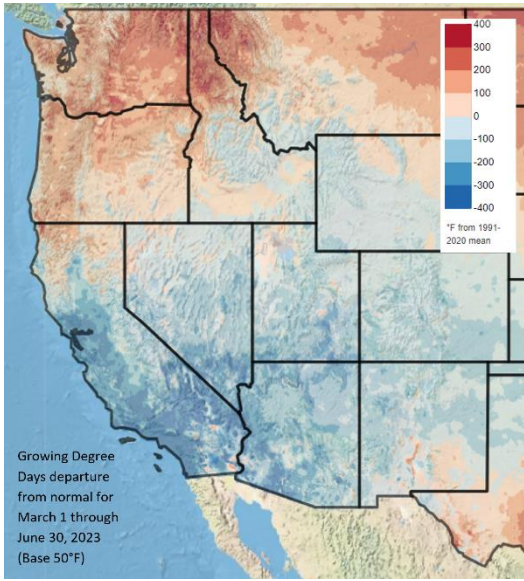 400
300
200
100
0
-100
-200
-300
-400
°F from 1991-
2020 mean
Growing Degree
Days departure
from normal for
March 1 through
June 30, 2023
(Base 50°F)